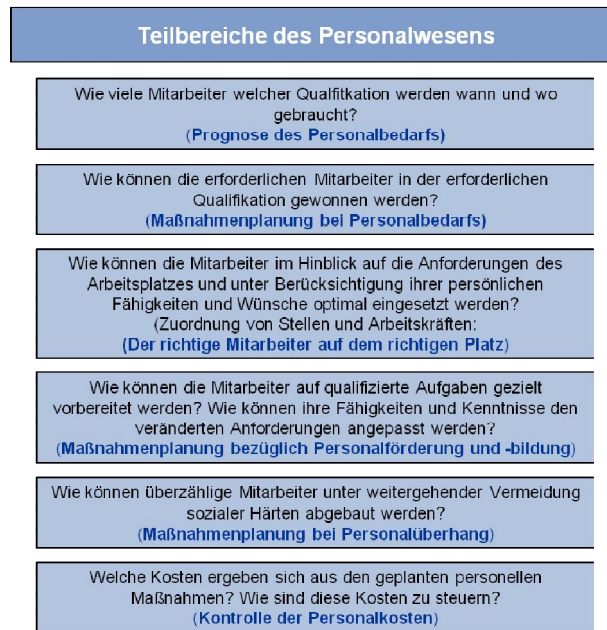 Teilbereiche des Personalwesens
Wie viele Mitarbeiter welcher Qualfitkation werden wann und wo
gebraucht?
(Prognose des Personalbedarfs)
Wie können die erforderlichen Mitarbeiter in der erforderlichen
Qualifikation gewonnen werden?
(Maßnahmenplanung bei Personalbedarfs)
Wie können die Mitarbeiter im Hinblick auf die Anforderungen des
Arbeitsplatzes und unter Berücksichtigung ihrer persönlichen
Fähigkeiten und Wünsche optimal eingesetzt werden?
(Zuordnung von Stellen und Arbeitskräften:
(Der richtige Mitarbeiter auf dem richtigen Platz)
Wie können die Mitarbeiter auf qualifizierte Aufgaben gezielt
vorbereitet werden? Wie können ihre Fähigkeiten und Kenntnisse den
veränderten Anforderungen angepasst werden?
(Maßnahmenplanung bezüglich Personalförderung und -bildung)
Wie können überzählige Mitarbeiter unter weitergehender Vermeidung
sozialer Härten abgebaut werden?
(Maßnahmenplanung bei Personalüberhang)
Welche Kosten ergeben sich aus den geplanten personellen
Maßnahmen? Wie sind diese Kosten zu steuern?
(Kontrolle der Personalkosten)